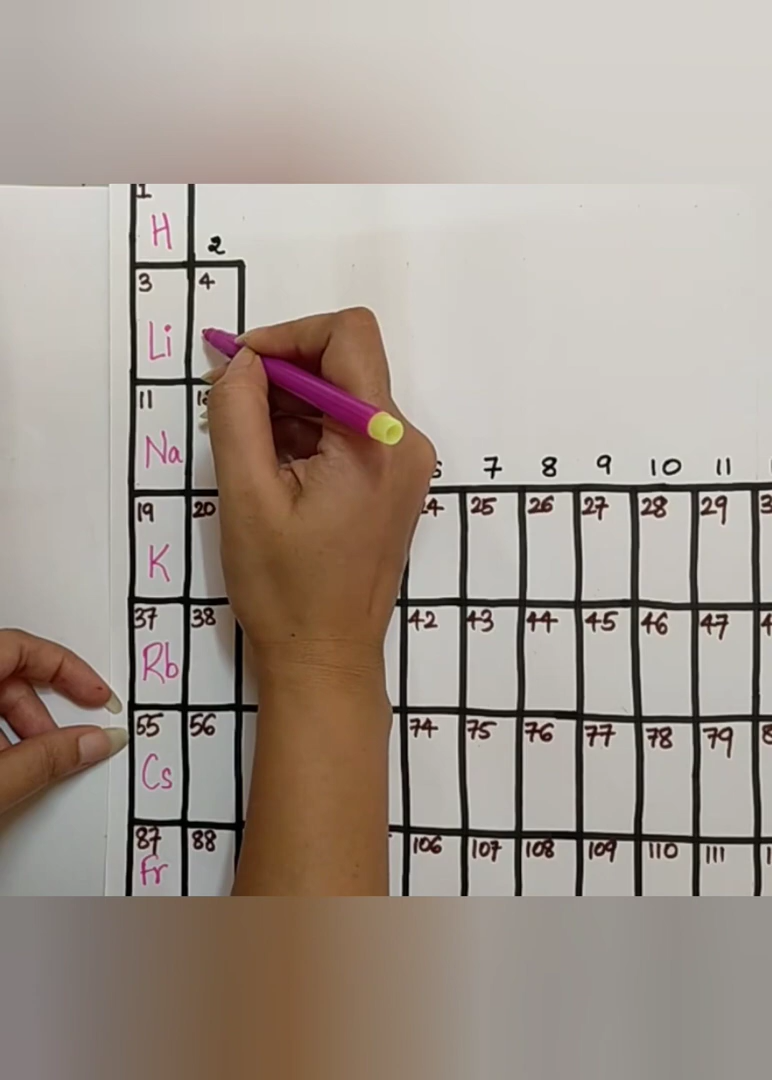 1
H
2
3 4
Li
11
Na
7 8 9 10 11
19 20 25 26 27 28 29
K
37 38 42 43 44 45 46 47
Rb
55 56 74 75 76 77 78 79
Cs
87 88 106 107 108 109 110 111
Fr